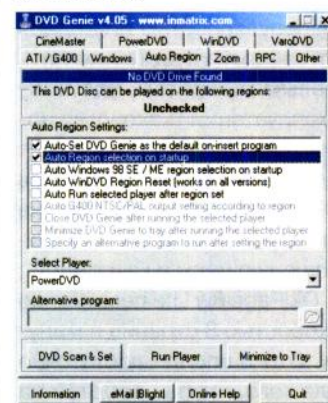 DVD Genie v4.05 - www.inmatrix.com
CineMaster PowerDVD WinDVD VaroDVD
ATI / G400 Windows Auto Region Zoom RPC Other
No DVD Drive Found
This DVD Disc can be played on the following regions:
Unchecked
Auto Region Settings:
Auto-Set DVD Genie as the default on-insert program
Auto Region selection on startup
Auto Windows 98 SE / ME region selection on startup
Auto WinDVD Region Reset (works on all versions)
Auto Run selected player after region set
Auto G400 NTSC/PAL output setting according to region
Close DVD Genie after running the selected player
Minimize DVD Genie to tray after running the selected player
Specify an alternative program to run after setting the region
Select Player:
PowerDVD
Alternative program:
DVD Scan & Set Run Player Minimize to Tray
Information eMail |Blight| Online Help Quit